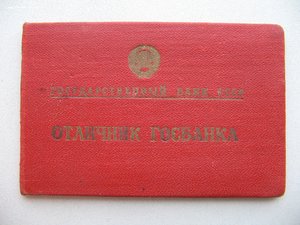 ГОСУДАРСТВЕННЫЙ БАНК СССР
ОТЛИЧНИК ГОСБАНКА